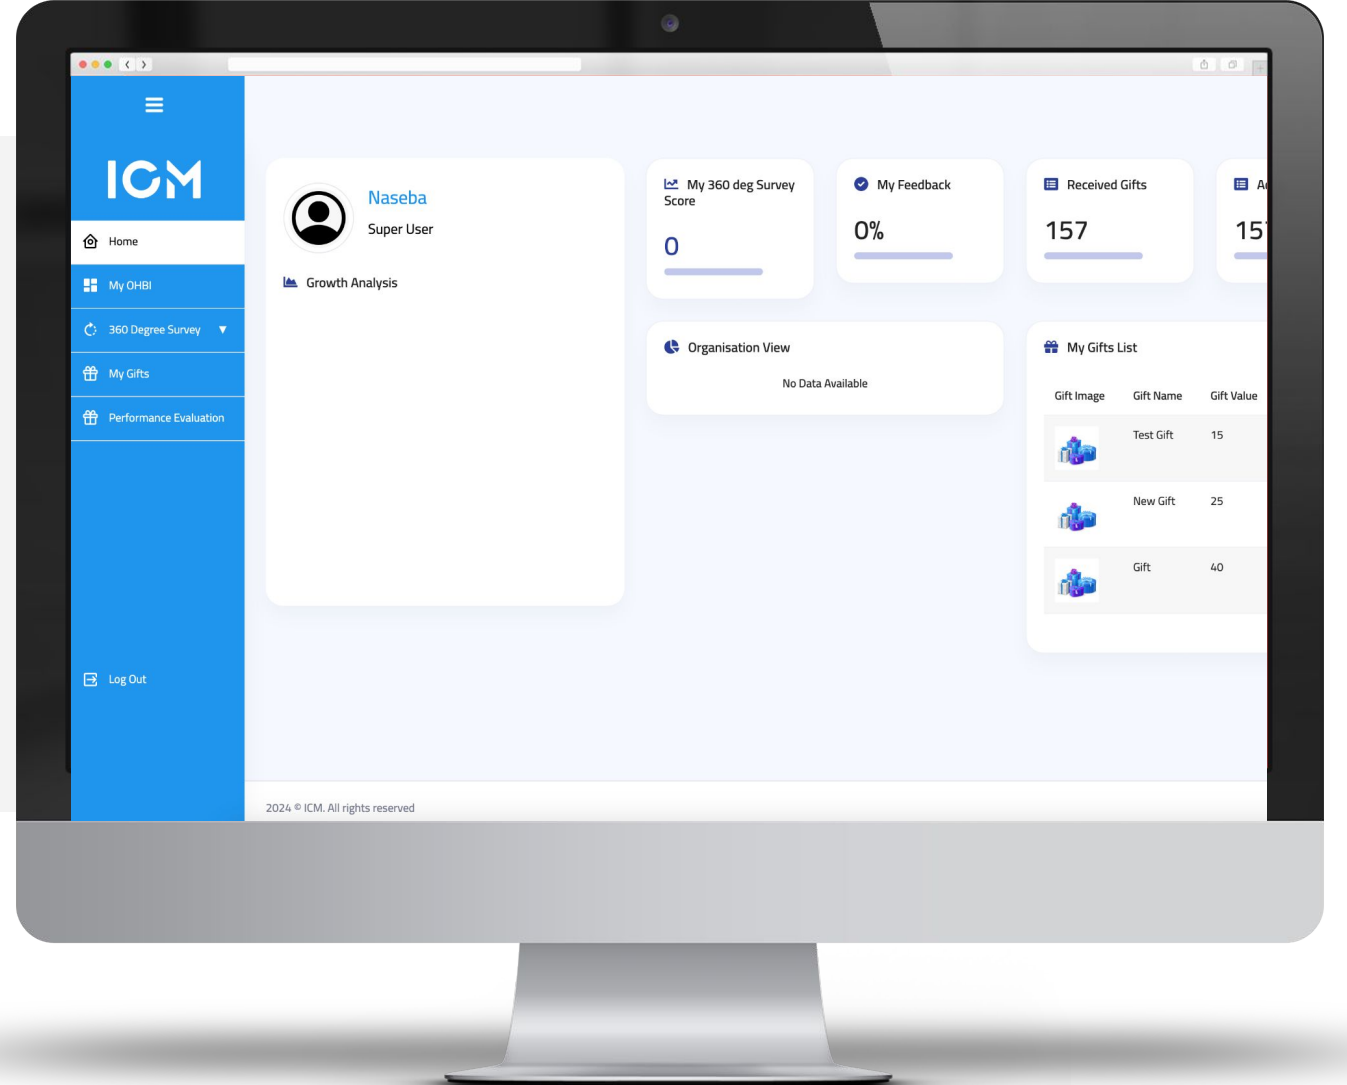 ICM
Home
My OHBI
360 Degree Survey
My Gifts
Performance Evaluation
Log Out
Naseba
Super User
Growth Analysis
My 360 deg Survey
Score
0
My Feedback
0%
Received Gifts
157
Organisation View
No Data Available
My Gifts List
Gift Image Gift Name Gift Value
Test Gift 15
New Gift 25
Gift 40
2024 © ICM. All rights reserved